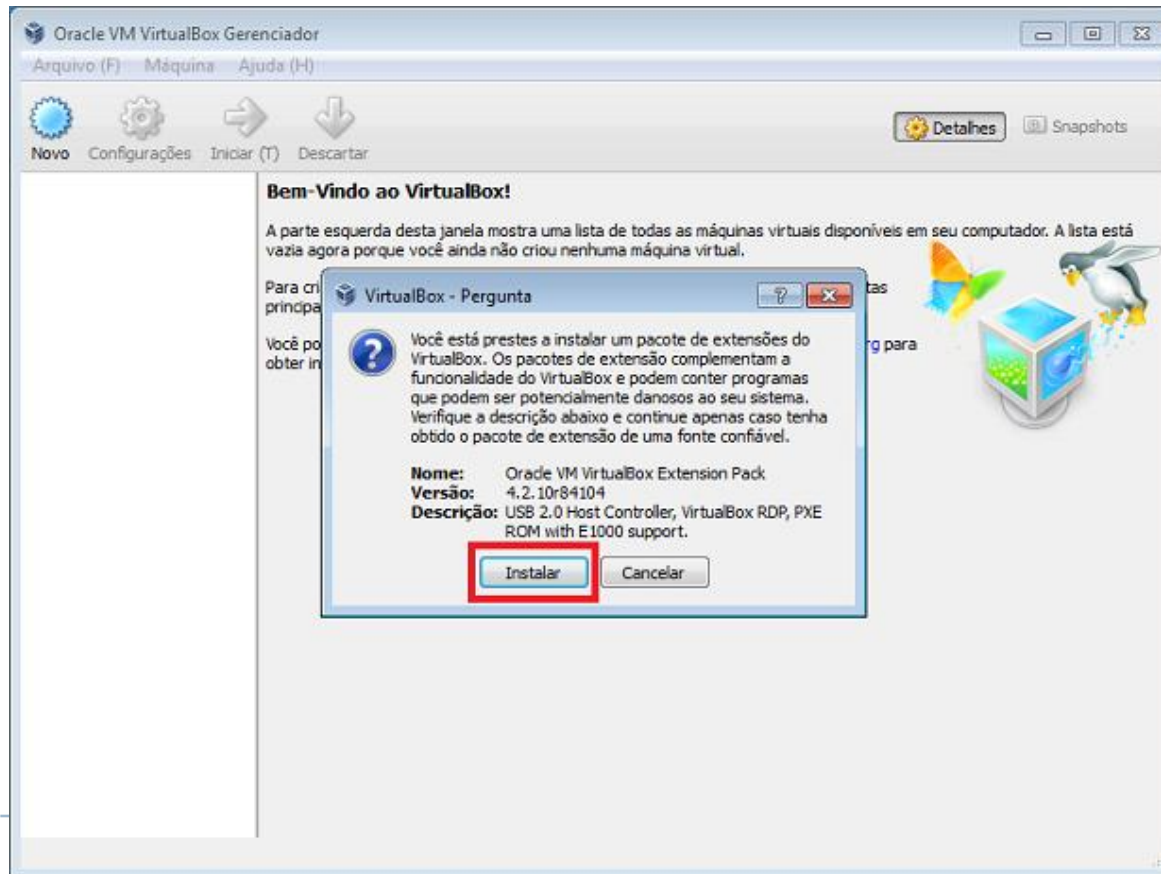 Oracle VM VirtualBox Gerenciador
Arquivo (F) Máquina Ajuda (H)
Novo Configurações Iniciar (T) Descartar
Detalhes Snapshots
Bem-Vindo ao VirtualBox!
A parte esquerda desta janela mostra uma lista de todas as máquinas virtuais disponíveis em seu computador. A lista está
vazia agora porque você ainda não criou nenhuma máquina virtual.
Para cri
tas
principa
Você po
rg para
obter in
VirtualBox - Pergunta
Você está prestes a instalar um pacote de extensões do
VirtualBox. Os pacotes de extensão complementam a
funcionalidade do VirtualBox e podem conter programas
que podem ser potencialmente danosos ao seu sistema.
Verifique a descrição abaixo e continue apenas caso tenha
obtido o pacote de extensão de uma fonte confiável.
Nome: Oracle VM VirtualBox Extension Pack
Versão: 4.2.10r84104
Descrição: USB 2.0 Host Controller, VirtualBox RDP, PXE
ROM with E1000 support.
Instalar Cancelar